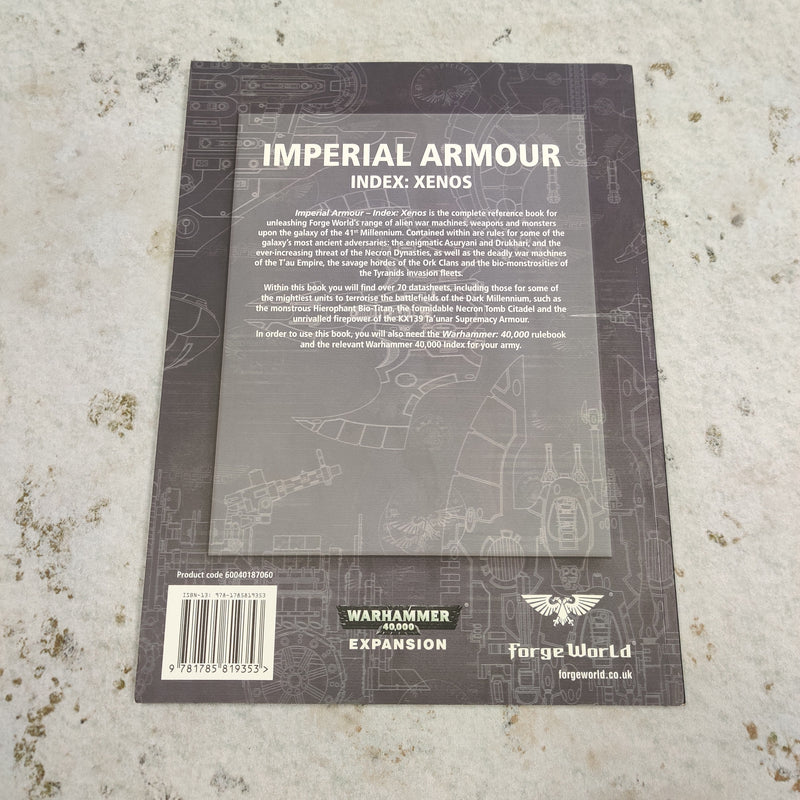 IMPERIAL ARMOUR
INDEX: XENOS
Imperial Armour – Index: Xenos is the complete reference book for
unleashing Forge World's range of alien war machines, weapons and monsters
upon the galaxy of the 41st Millennium. Contained within are rules for some of the
galaxy's most ancient adversaries: the enigmatic Asuryani and Drukhari, and the
ever-increasing threat of the Necron Dynasties, as well as the deadly war machines
of the T'au Empire, the savage hordes of the Ork Clans and the bio-monstrosities of
the Tyranids invasion fleets.
Within this book you will find over 70 datasheets, including those for some of
the mightiest units to terrorise the battlefields of the Dark Millennium, such as
the monstrous Hierophant Bio-Titan, the formidable Necron Tomb Citadel and the
unrivalled firepower of the KX139 Ta'unar Supremacy Armour.
In order to use this book, you will also need the Warhammer: 40,000 rulebook
and the relevant Warhammer 40,000 Index for your army.
Product code 60040187060
ISBN-13: 978-1785819353
9 781785 819353 >
WARHAMMER
40,000
EXPANSION
Forge World®
forgeworld.co.uk